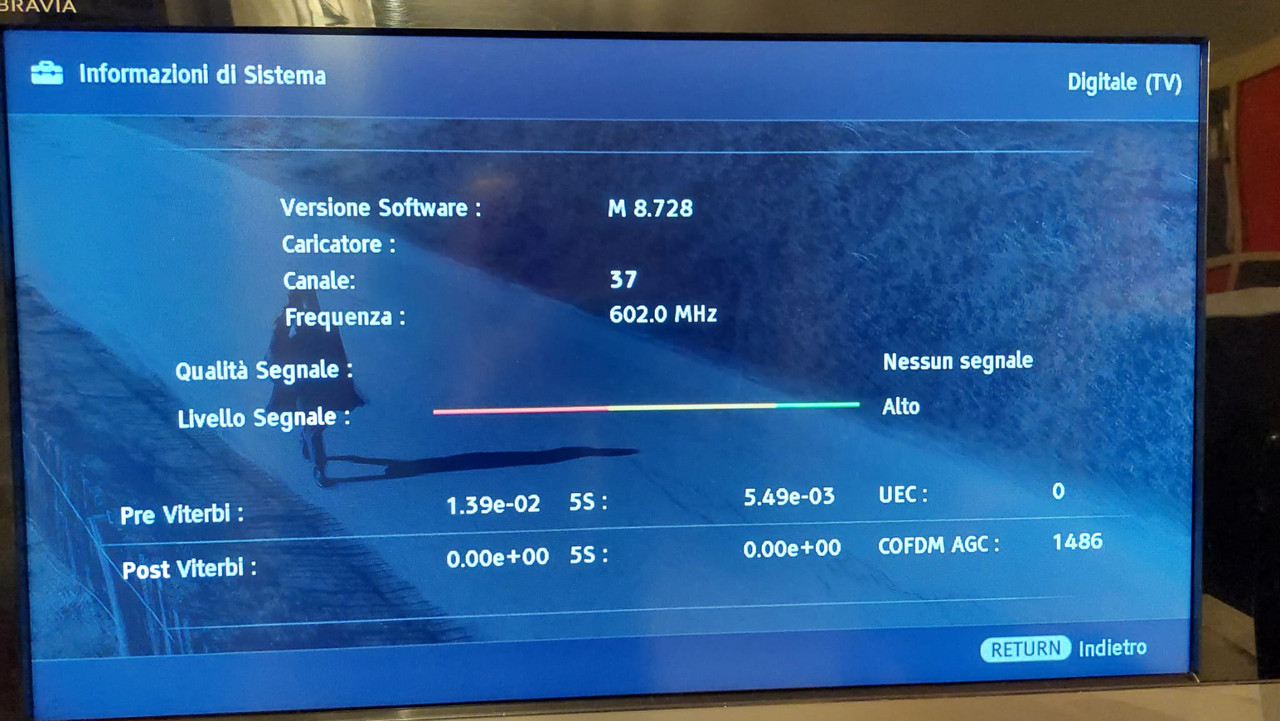 BRAVIA
Informazioni di Sistema
Digitale (TV)
Versione Software : M 8.728
Caricatore :
Canale: 37
Frequenza : 602.0 MHz
Qualità Segnale : Nessun segnale
Livello Segnale : Alto
Pre Viterbi : 1.39e-02 5S : 5.49e-03 UEC : 0
Post Viterbi : 0.00e+00 5S : 0.00e+00 COFDM AGC : 1486
RETURN Indietro